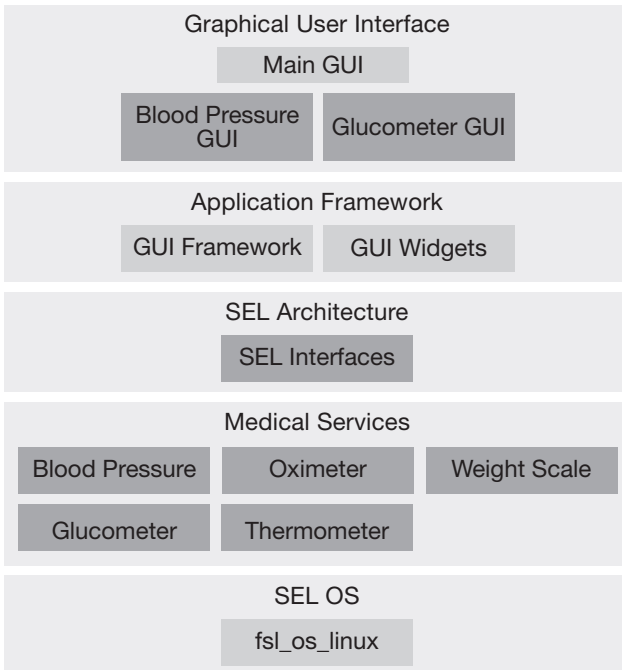 Graphical User Interface
Main GUI
Blood Pressure
GUI
Glucometer GUI
Application Framework
GUI Framework
GUI Widgets
SEL Architecture
SEL Interfaces
Medical Services
Blood Pressure
Oximeter
Weight Scale
Glucometer
Thermometer
SEL OS
fsl_os_linux